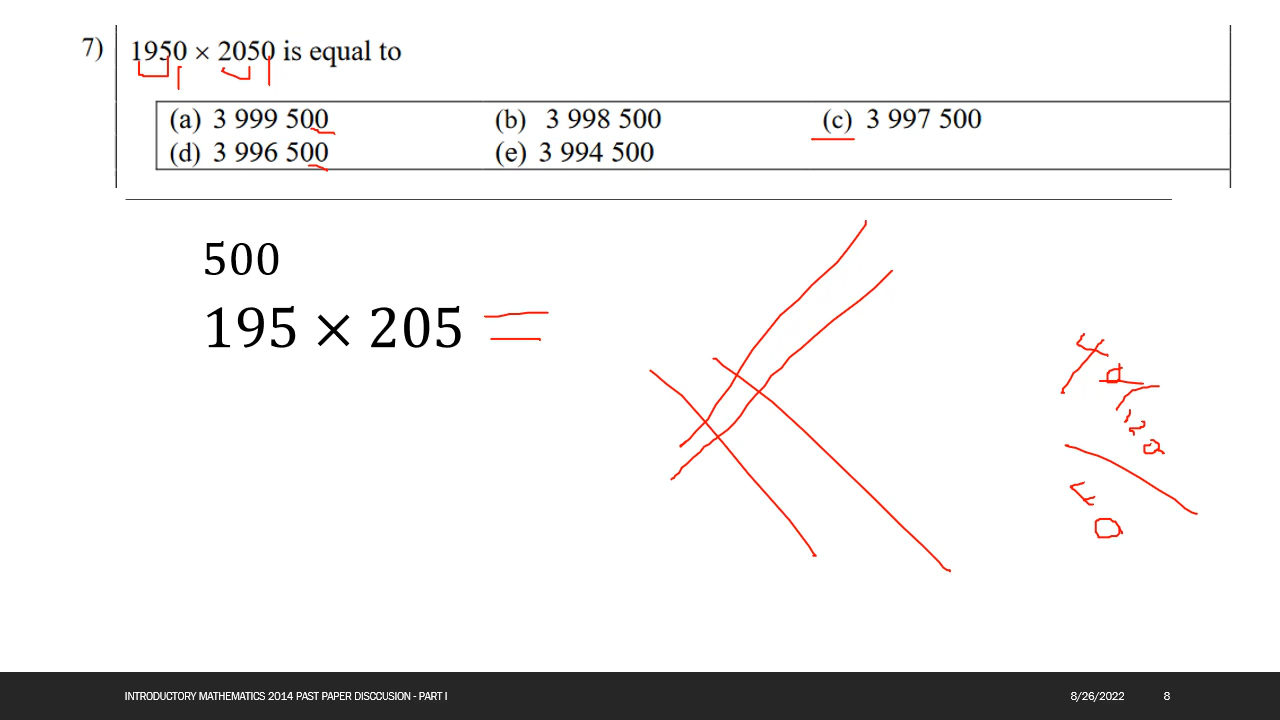 7) 1950 × 2050 is equal to
(a) 3 999 500 (b) 3 998 500 (c) 3 997 500
(d) 3 996 500 (e) 3 994 500
500
195 × 205 =
INTRODUCTORY MATHEMATICS 2014 PAST PAPER DISCCUSION - PART I 8/26/2022 8